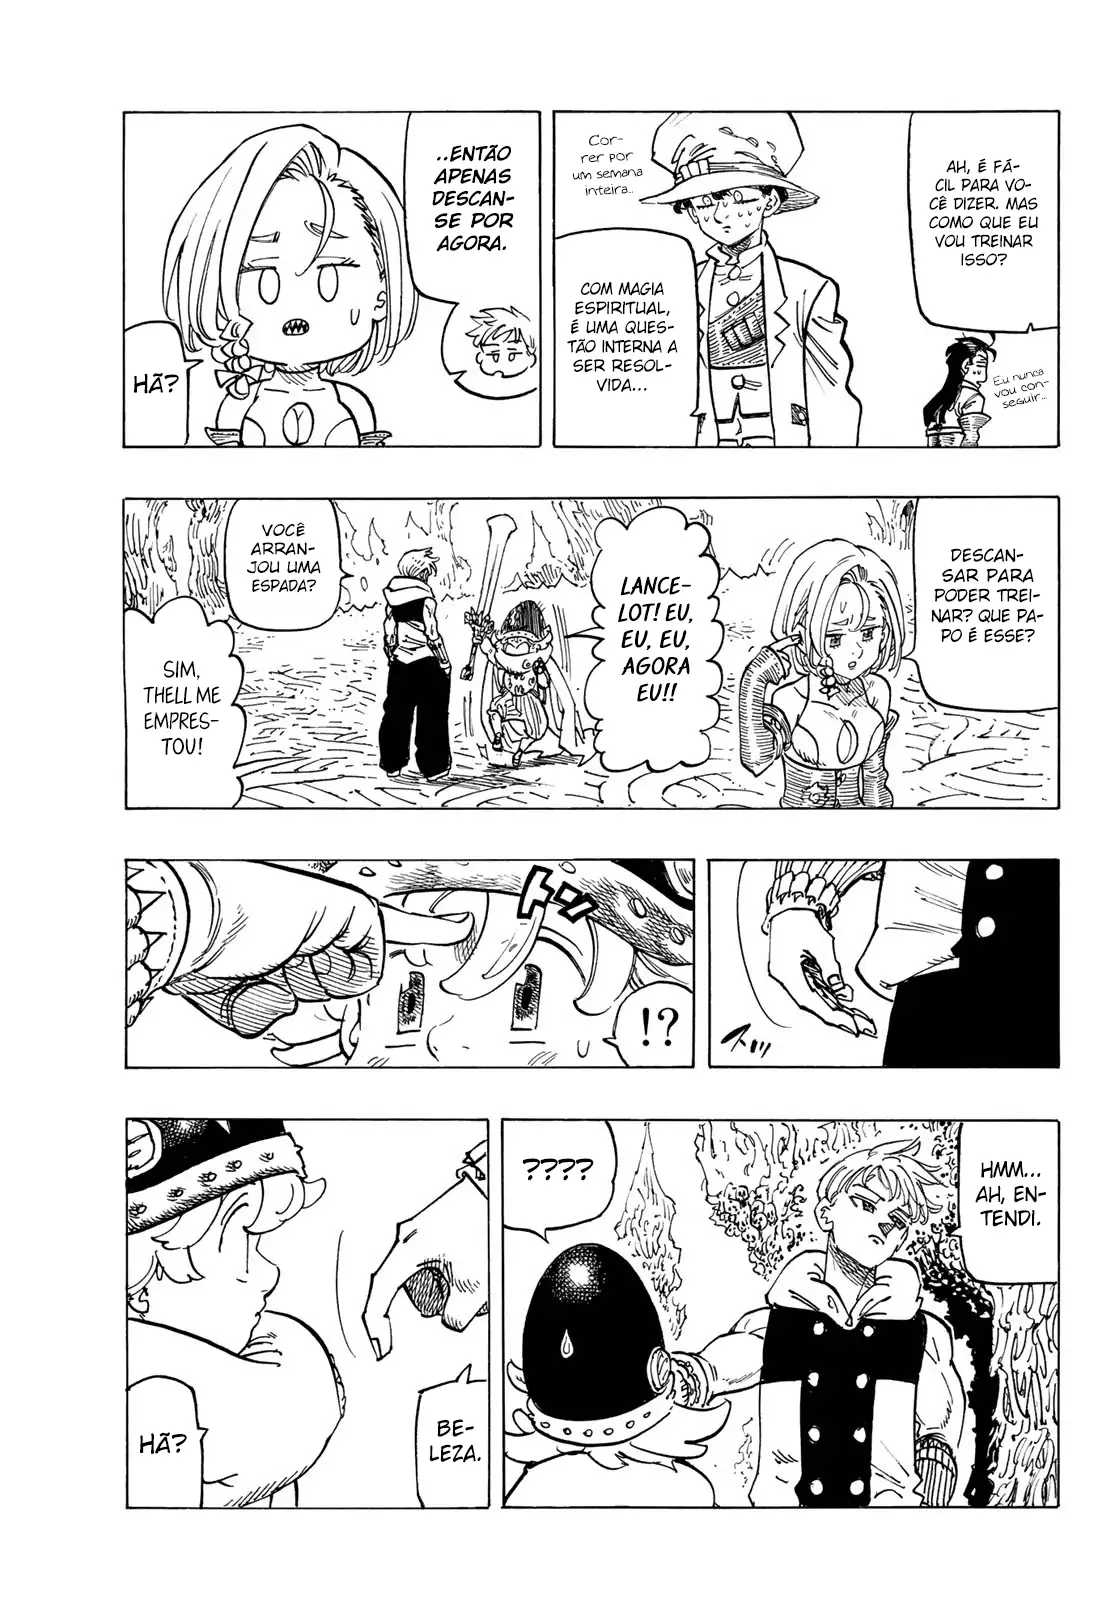 AH, É FÁ-
CIL PARA VO-
CÊ DIZER. MAS
COMO QUE EU
VOU TREINAR
ISSO?
Eu nunca
vou con-
seguir...
Cor-
rer por
um semana
inteira...
COM MAGIA
ESPIRITUAL,
É UMA QUES-
TÃO INTERNA A
SER RESOL-
VIDA...
..ENTÃO
APENAS
DESCAN-
SE POR
AGORA.
HÃ?
DESCAN-
SAR PARA
PODER TREI-
NAR? QUE PA-
PO É ESSE?
LANCE-
LOT! EU,
EU, EU,
AGORA
EU!!
VOCÊ
ARRAN-
JOU UMA
ESPADA?
SIM,
THELL ME
EMPRES-
TOU!
スッ
トン
!?
HMM...
AH, EN-
TENDI.
????
BE-
LEZA.
HÃ?